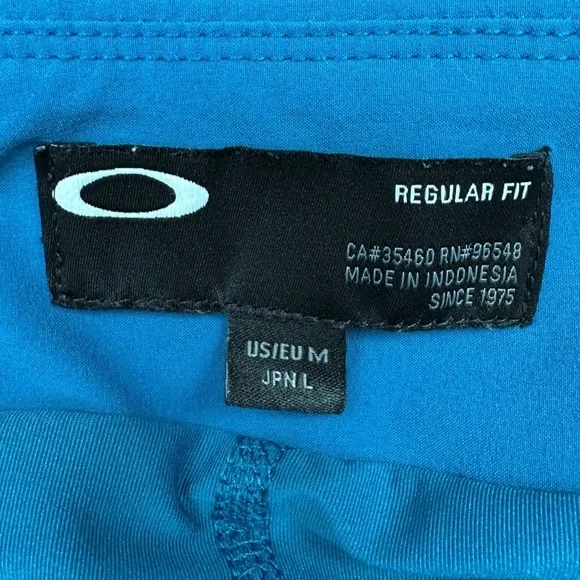 REGULAR FIT
CA#35460 RN#96548
MADE IN INDONESIA
SINCE 1975
US/EU M
JPN L